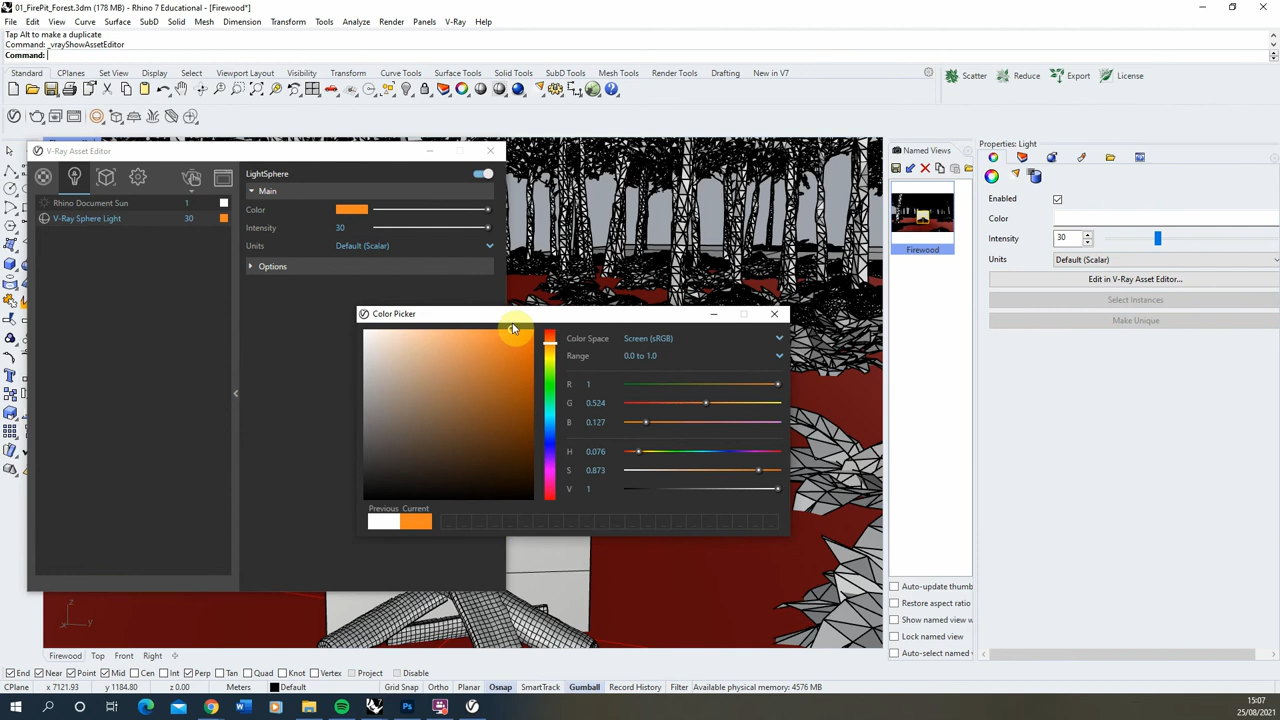 01_FirePit_Forest.3dm (178 MB) - Rhino 7 Educational - [Firewood*]
File Edit View Curve Surface SubD Solid Mesh Dimension Transform Tools Analyze Render Panels V-Ray Window Help
Tap Alt to make a duplicate
Command: _vrayShowAssetEditor
Command:
Standard CPlanes Set View Display Select Viewport Layout Visibility Transform Curve Tools Surface Tools Solid Tools SubD Tools Mesh Tools Render Tools Drafting New in V7
Scatter Reduce Export License
V-Ray Asset Editor
Named Views
Properties: Light
LightSphere
Main
Rhino Document Sun 1
V-Ray Sphere Light 30
Color
Intensity 30
Units Default (Scalar)
Options
Enabled
Color
Intensity 30
Units Default (Scalar)
Edit in V-Ray Asset Editor...
Select Instances
Make Unique
Firewood
Color Picker
Color Space Screen (sRGB)
Range 0.0 to 1.0
R 1
G 0.524
B 0.127
H 0.076
S 0.873
V 1
Previous Current
Auto-update thumb
Restore aspect ratio
Show named view w
Lock named view
Auto-select named v
z
x y
Firewood Top Front Right
End Near Point Mid Cen Int Perp Tan Quad Knot Vertex Project Disable
CPlane x 7121.93 y 1184.80 z 0.00 Meters Default Grid Snap Ortho Planar Osnap SmartTrack Gumball Record History Filter Available physical memory: 4576 MB
15:07
25/08/2021